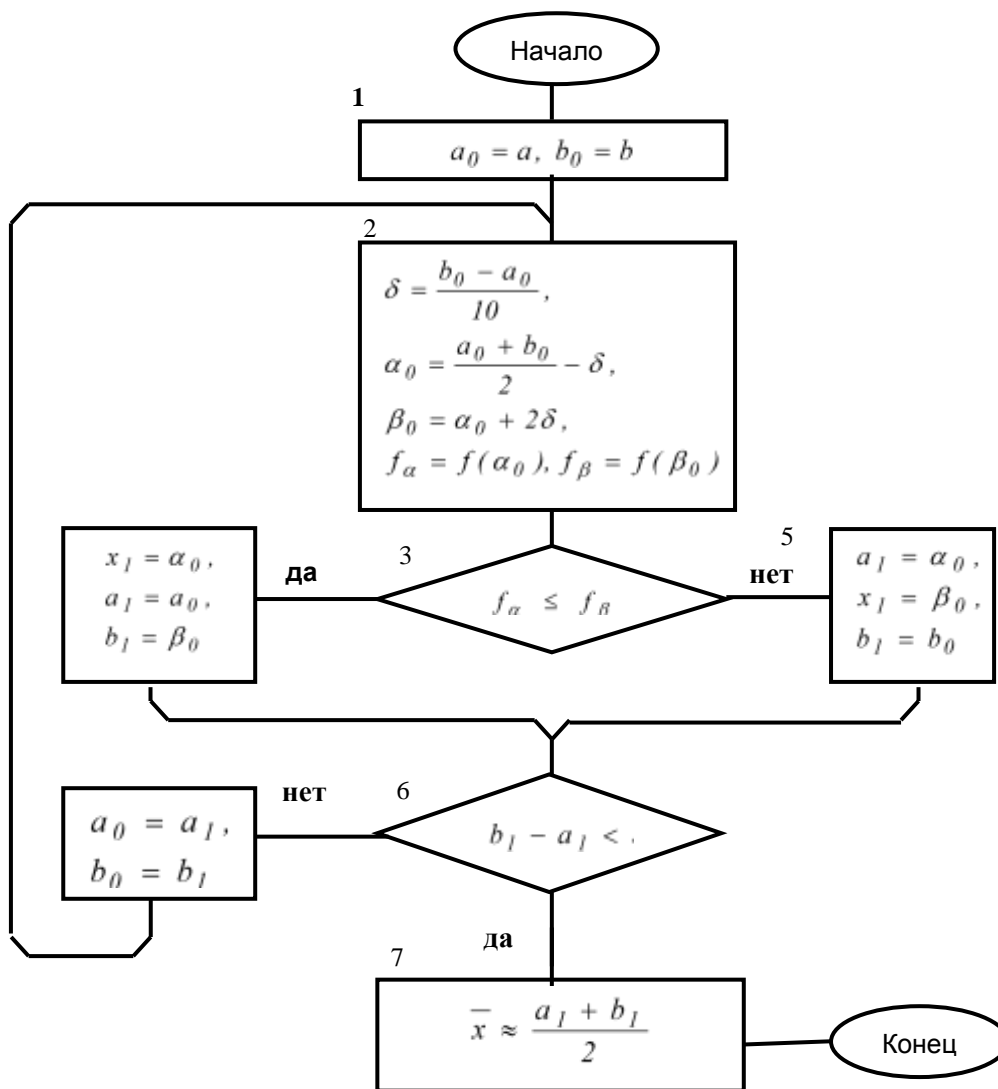 Начало
1
a₀ = a, b₀ = b
2
δ = (b₀ − a₀)/10,
α₀ = (a₀ + b₀)/2 − δ,
β₀ = α₀ + 2δ,
f_α = f(α₀), f_β = f(β₀)
x₁ = α₀,
a₁ = a₀,
b₁ = β₀
да
3
f_α ≤ f_β
нет
5
a₁ = α₀,
x₁ = β₀,
b₁ = b₀
a₀ = a₁,
b₀ = b₁
нет
6
b₁ − a₁ <
да
7
x̄ ≈ (a₁ + b₁)/2
Конец